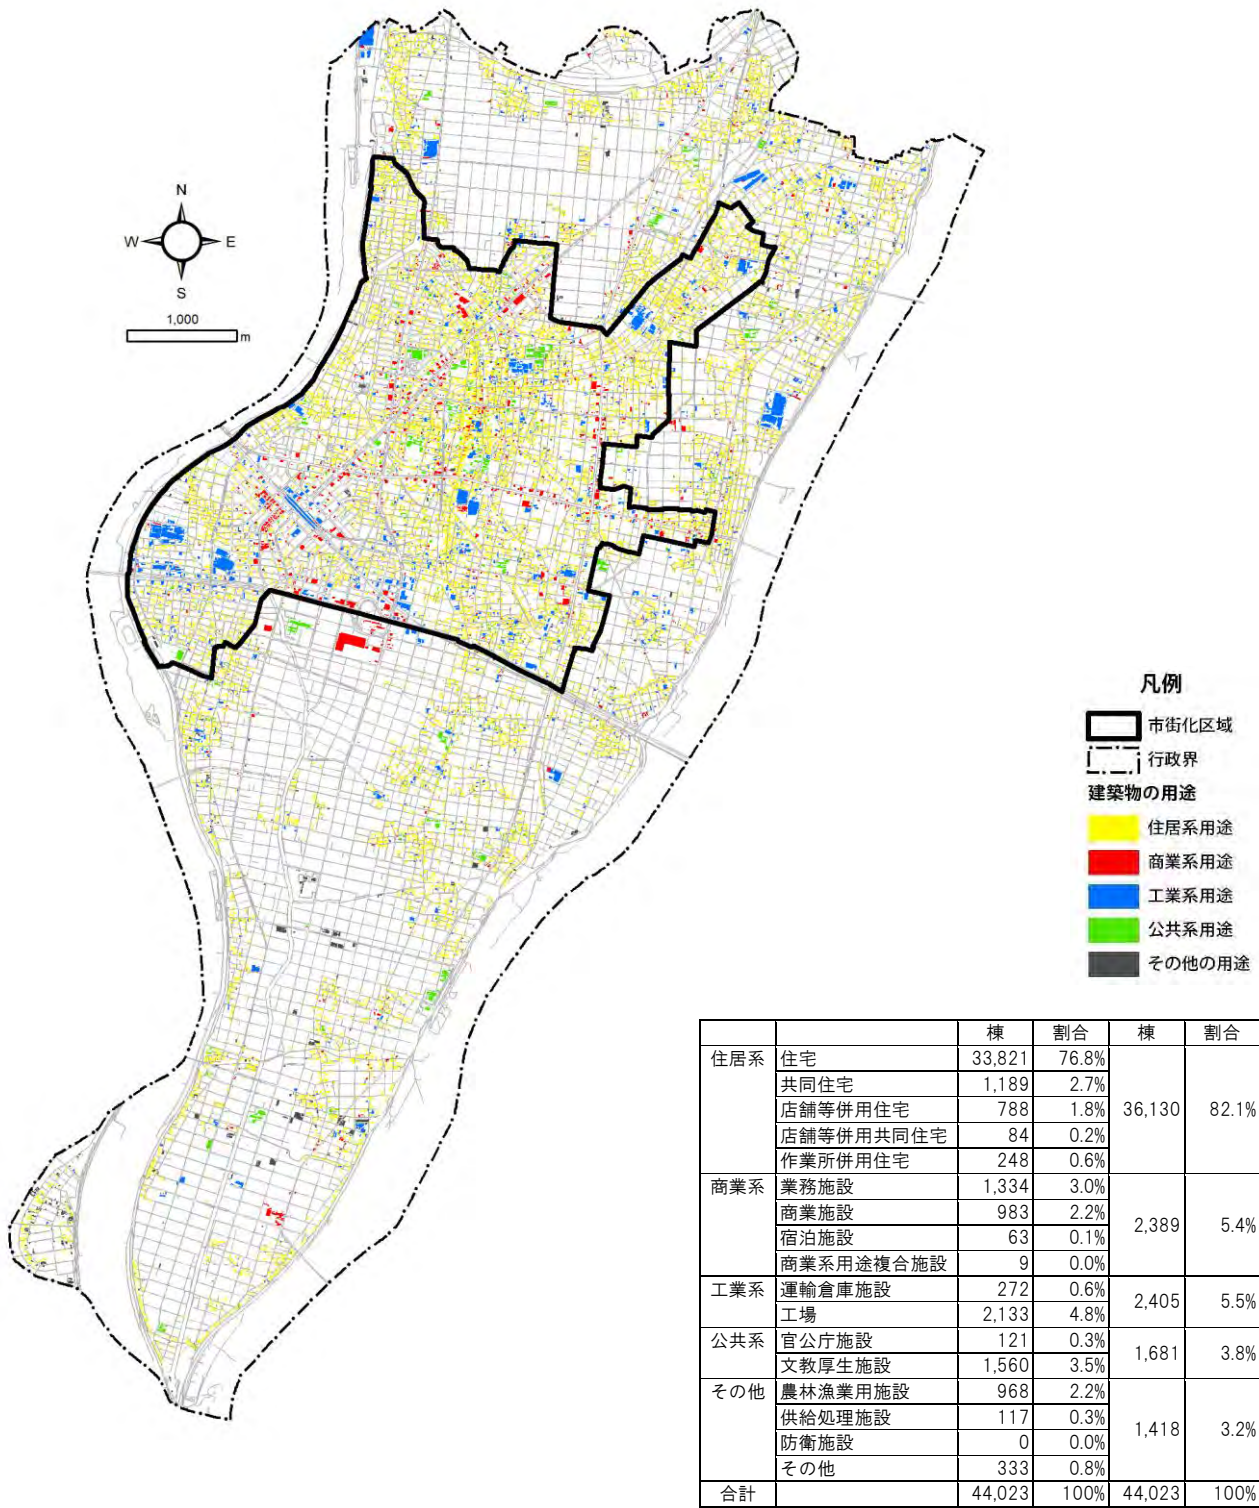 N
W
E
S
1,000
m
凡例
市街化区域
行政界
建築物の用途
住居系用途
商業系用途
工業系用途
公共系用途
その他の用途
棟 割合 棟 割合
住居系 住宅 33,821 76.8% 36,130 82.1%
共同住宅 1,189 2.7%
店舗等併用住宅 788 1.8%
店舗等併用共同住宅 84 0.2%
作業所併用住宅 248 0.6%
商業系 業務施設 1,334 3.0% 2,389 5.4%
商業施設 983 2.2%
宿泊施設 63 0.1%
商業系用途複合施設 9 0.0%
工業系 運輸倉庫施設 272 0.6% 2,405 5.5%
工場 2,133 4.8%
公共系 官公庁施設 121 0.3% 1,681 3.8%
文教厚生施設 1,560 3.5%
その他 農林漁業用施設 968 2.2% 1,418 3.2%
供給処理施設 117 0.3%
防衛施設 0 0.0%
その他 333 0.8%
合計 44,023 100% 44,023 100%